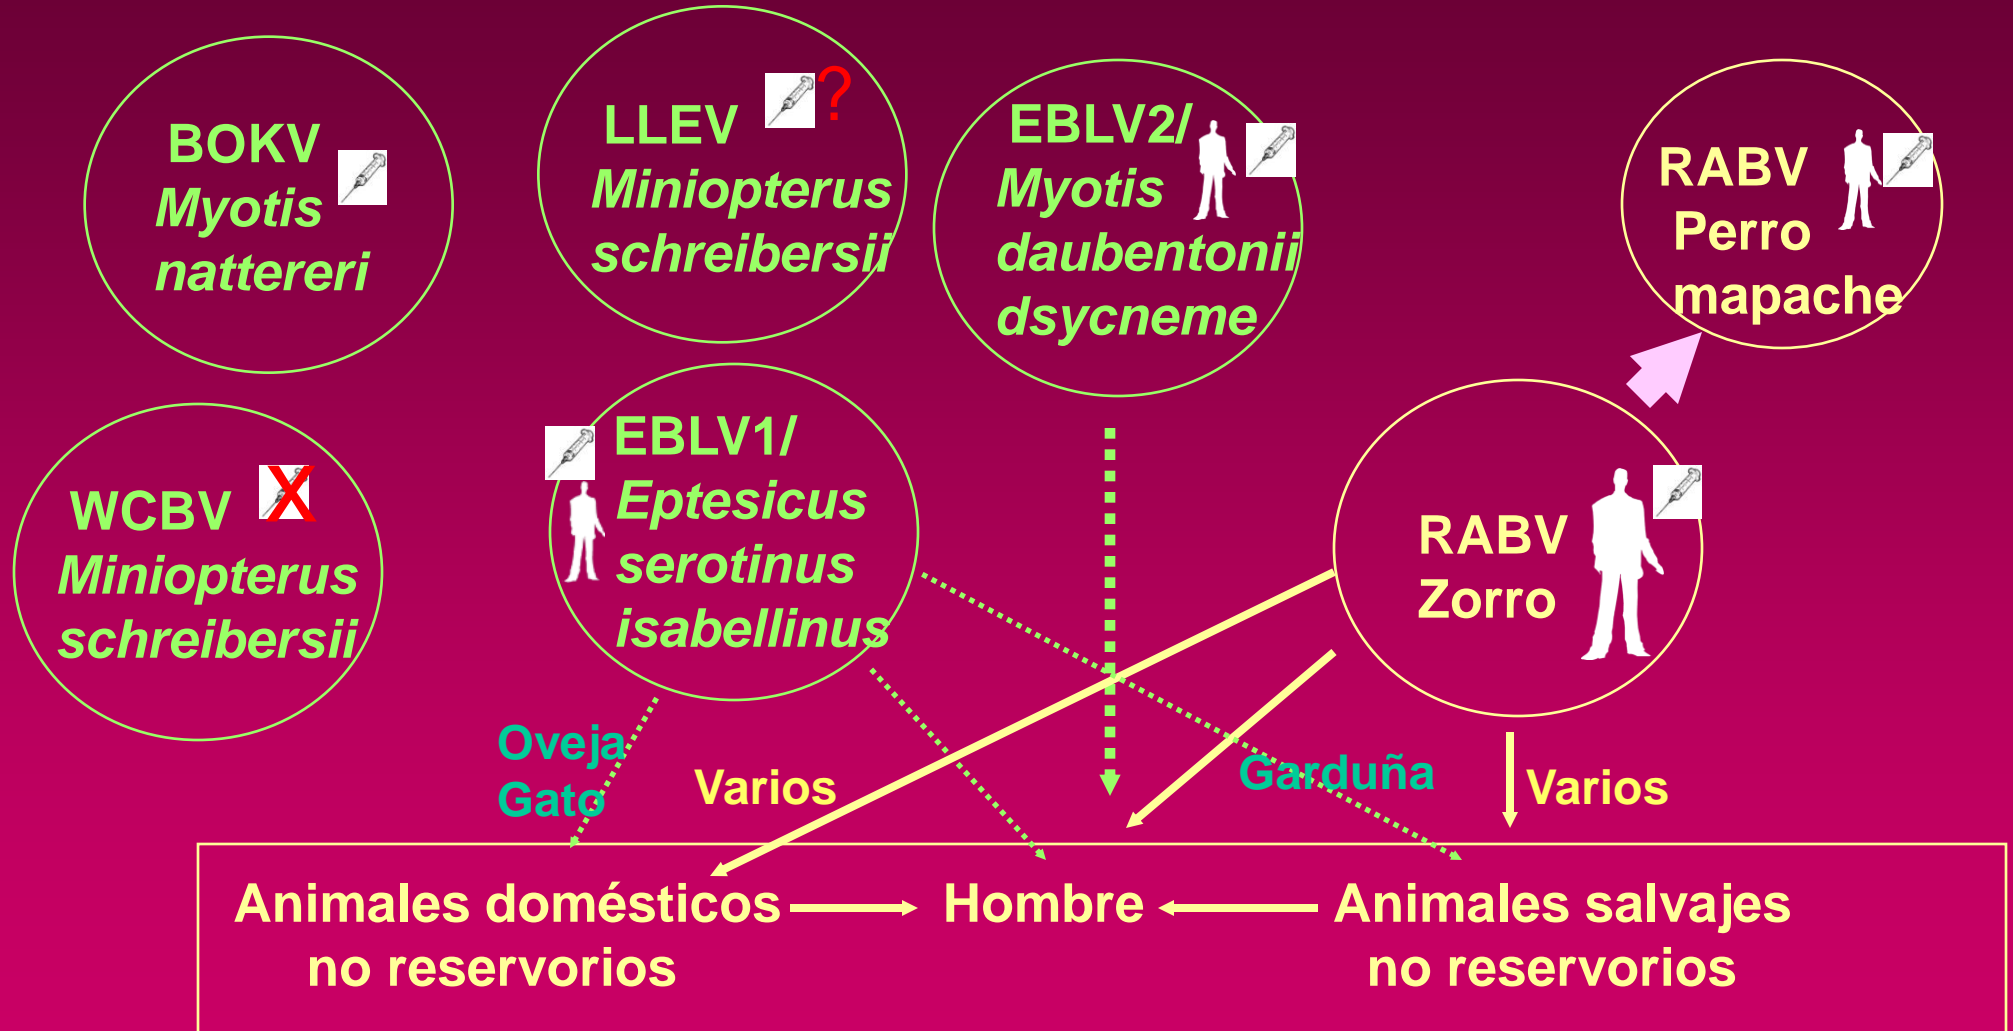 BOKV
Myotis
nattereri
LLEV ?
Miniopterus
schreibersii
EBLV2/
Myotis
daubentonii
dsycneme
RABV
Perro
mapache
WCBV X
Miniopterus
schreibersii
EBLV1/
Eptesicus
serotinus
isabellinus
RABV
Zorro
Oveja
Gato
Varios
Garduña
Varios
Animales domésticos
no reservorios
Hombre
Animales salvajes
no reservorios